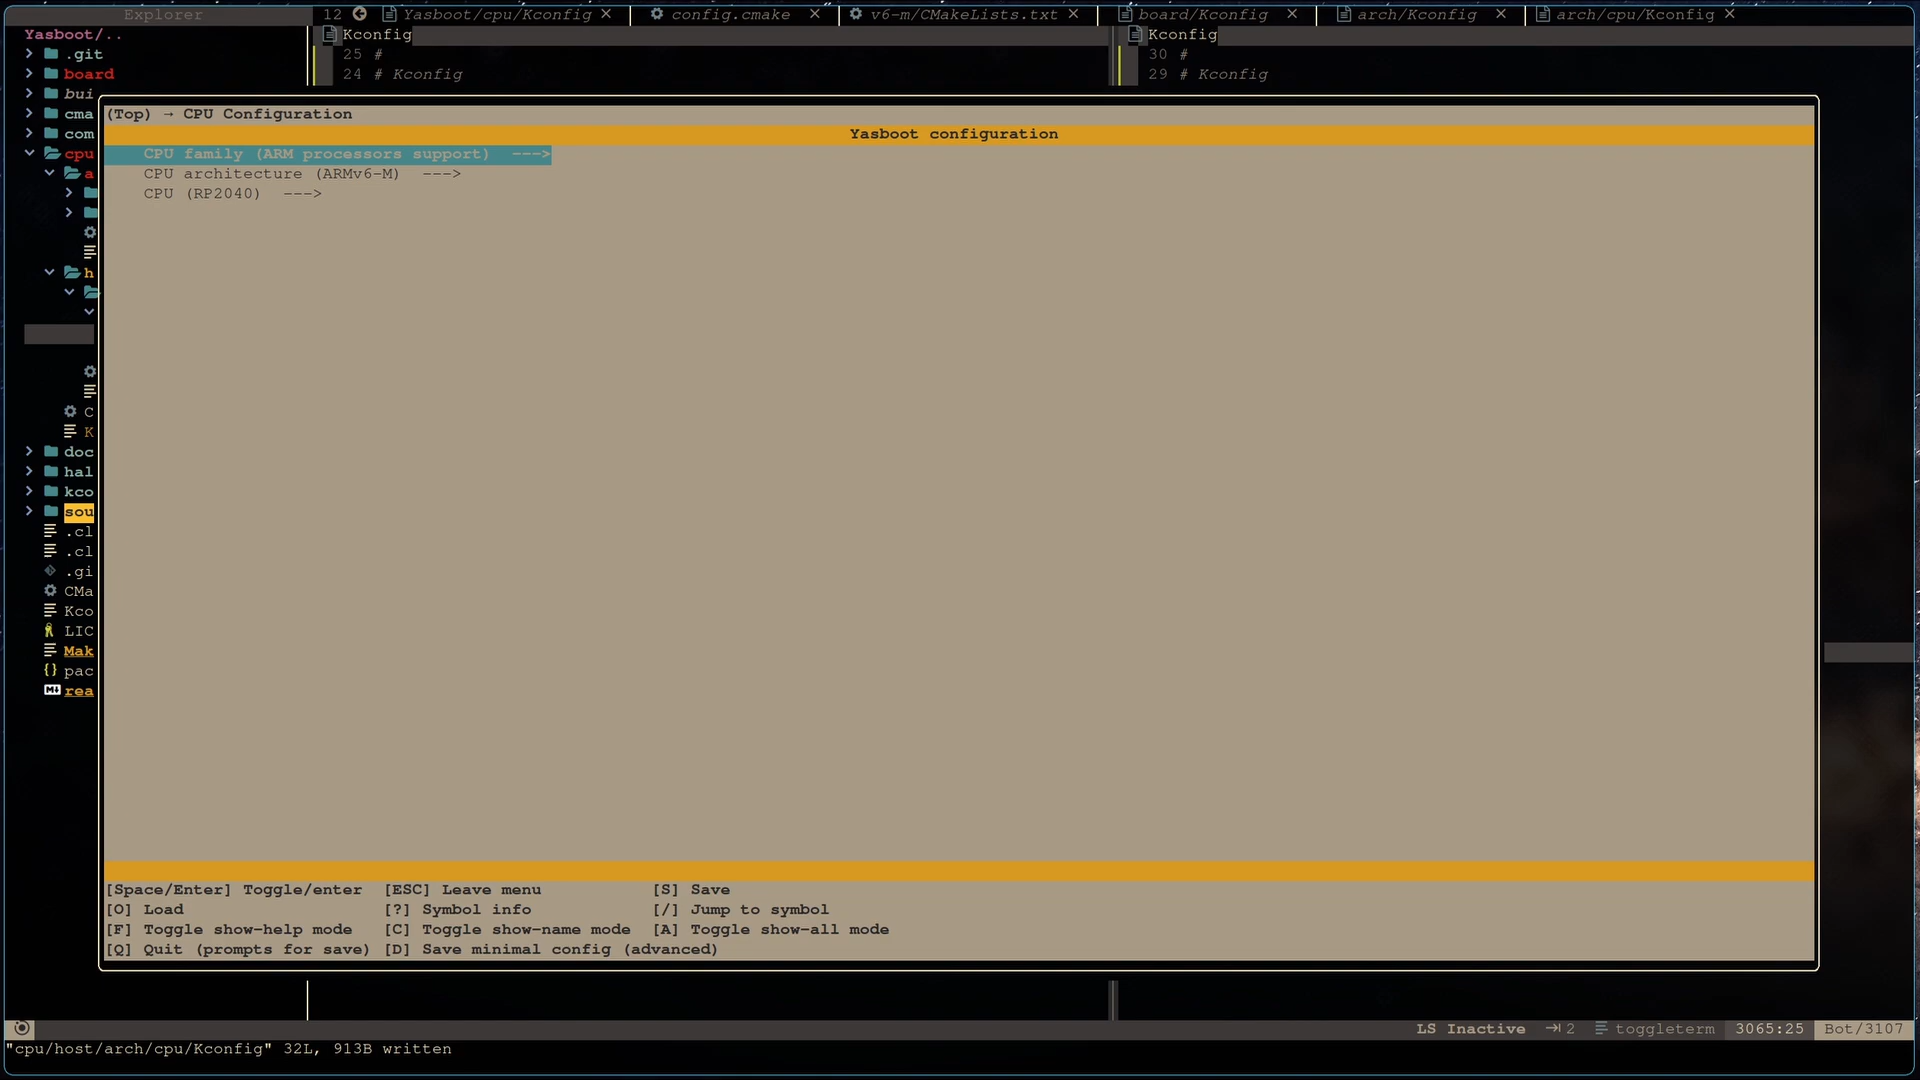 Explorer 12 Yasboot/cpu/Kconfig config.cmake v6-m/CMakeLists.txt board/Kconfig arch/Kconfig arch/cpu/Kconfig
Yasboot/.. Kconfig Kconfig
.git 25 # 30 #
board 24 # Kconfig 29 # Kconfig
bui
(Top) → CPU Configuration
cma
com Yasboot configuration
cpu CPU family (ARM processors support) --->
a CPU architecture (ARMv6-M) --->
CPU (RP2040) --->
h
C
K
doc
hal
kco
sou
.cl
.cl
.gi
CMa
Kco
LIC
Mak
pac
rea
[Space/Enter] Toggle/enter [ESC] Leave menu [S] Save
[O] Load [?] Symbol info [/] Jump to symbol
[F] Toggle show-help mode [C] Toggle show-name mode [A] Toggle show-all mode
[Q] Quit (prompts for save) [D] Save minimal config (advanced)
LS Inactive 2 toggleterm 3065:25 Bot/3107
"cpu/host/arch/cpu/Kconfig" 32L, 913B written